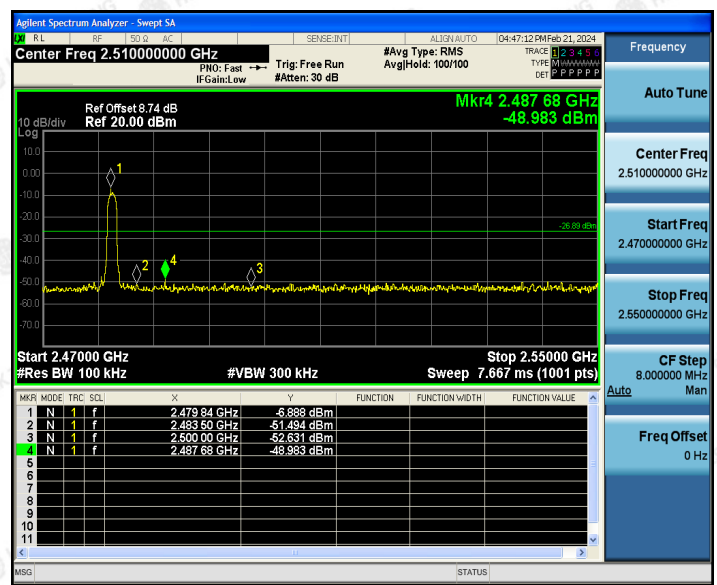 Agilent Spectrum Analyzer - Swept SA
LXI RL RF 50 Ω AC SENSE:INT ALIGN AUTO 04:47:12 PM Feb 21, 2024
Center Freq 2.510000000 GHz #Avg Type: RMS TRACE 1 2 3 4 5 6
PNO: Fast Trig: Free Run Avg|Hold: 100/100 TYPE M
IFGain:Low #Atten: 30 dB DET P P P P P P
Ref Offset 8.74 dB Mkr4 2.487 68 GHz
10 dB/div Ref 20.00 dBm -48.983 dBm
Log
10.0
0.00
-10.0
-20.0
-30.0
-40.0
-50.0
-60.0
-70.0
1
2
4
3
-26.89 dBm
Start 2.47000 GHz Stop 2.55000 GHz
#Res BW 100 kHz #VBW 300 kHz Sweep 7.667 ms (1001 pts)
MKR MODE TRC SCL X Y FUNCTION FUNCTION WIDTH FUNCTION VALUE
1 N 1 f 2.479 84 GHz -6.888 dBm
2 N 1 f 2.483 50 GHz -51.494 dBm
3 N 1 f 2.500 00 GHz -52.631 dBm
4 N 1 f 2.487 68 GHz -48.983 dBm
5
6
7
8
9
10
11
MSG STATUS
Frequency
Auto Tune
Center Freq
2.510000000 GHz
Start Freq
2.470000000 GHz
Stop Freq
2.550000000 GHz
CF Step
8.000000 MHz
Auto Man
Freq Offset
0 Hz